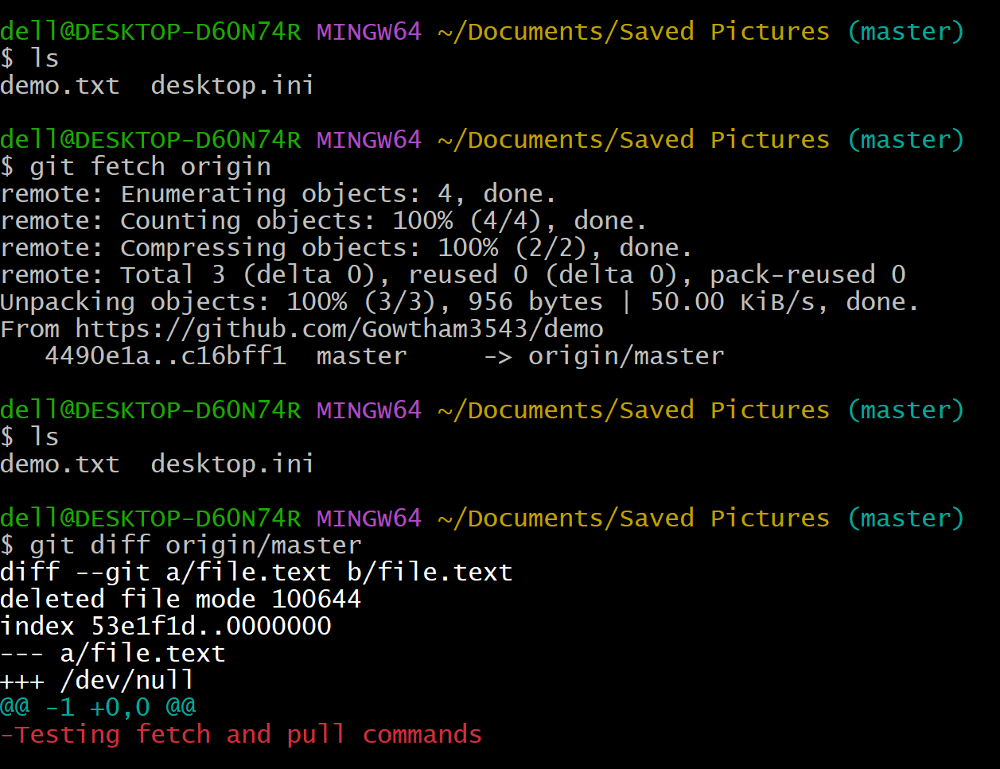 dell@DESKTOP-D60N74R MINGW64 ~/Documents/Saved Pictures (master)
$ ls
demo.txt  desktop.ini
dell@DESKTOP-D60N74R MINGW64 ~/Documents/Saved Pictures (master)
$ git fetch origin
remote: Enumerating objects: 4, done.
remote: Counting objects: 100% (4/4), done.
remote: Compressing objects: 100% (2/2), done.
remote: Total 3 (delta 0), reused 0 (delta 0), pack-reused 0
Unpacking objects: 100% (3/3), 956 bytes | 50.00 KiB/s, done.
From https://github.com/Gowtham3543/demo
   4490e1a..c16bff1  master     -> origin/master
dell@DESKTOP-D60N74R MINGW64 ~/Documents/Saved Pictures (master)
$ ls
demo.txt  desktop.ini
dell@DESKTOP-D60N74R MINGW64 ~/Documents/Saved Pictures (master)
$ git diff origin/master
diff --git a/file.text b/file.text
deleted file mode 100644
index 53e1f1d..0000000
--- a/file.text
+++ /dev/null
@@ -1 +0,0 @@
-Testing fetch and pull commands